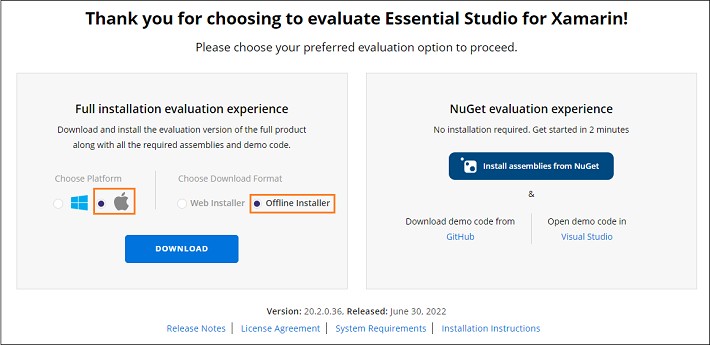 Thank you for choosing to evaluate Essential Studio for Xamarin!
Please choose your preferred evaluation option to proceed.
Full installation evaluation experience
Download and install the evaluation version of the full product
along with all the required assemblies and demo code.
Choose Platform
Choose Download Format
Web Installer
Offline Installer
DOWNLOAD
NuGet evaluation experience
No installation required. Get started in 2 minutes
Install assemblies from NuGet
&
Download demo code from
GitHub
Open demo code in
Visual Studio
Version: 20.2.0.36. Released: June 30, 2022
Release Notes | License Agreement | System Requirements | Installation Instructions